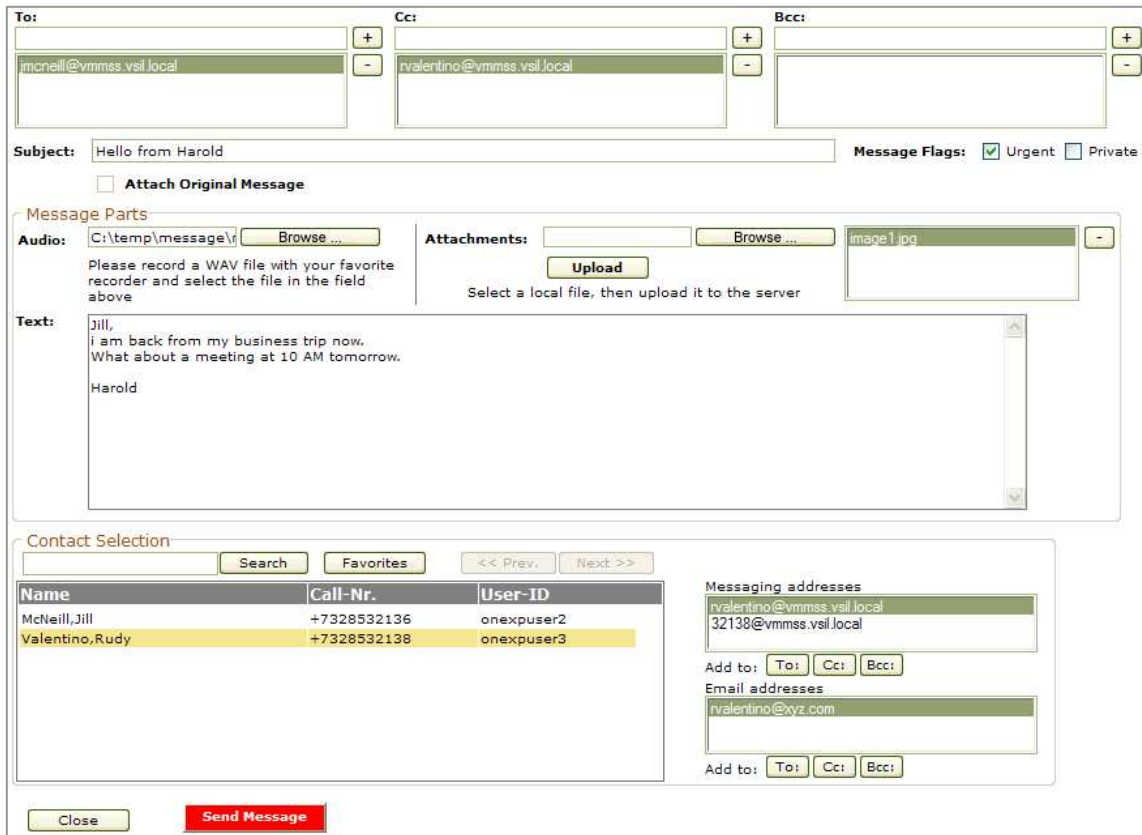 To: Cc: Bcc:
+ + +
jmcneill@vmmss.vsil.local - rvalentino@vmmss.vsil.local - -
Subject: Hello from Harold Message Flags: Urgent Private
Attach Original Message
Message Parts
Audio: C:\temp\message\r Browse ... Attachments: Browse ... image1.jpg -
Please record a WAV file with your favorite
recorder and select the file in the field
above
Upload
Select a local file, then upload it to the server
Text: Jill,
i am back from my business trip now.
What about a meeting at 10 AM tomorrow.
Harold
Contact Selection
Search Favorites << Prev. Next >>
Name Call-Nr. User-ID
McNeill,Jill +7328532136 onexpuser2
Valentino,Rudy +7328532138 onexpuser3
Messaging addresses
rvalentino@vmmss.vsil.local
32138@vmmss.vsil.local
Add to: To: Cc: Bcc:
Email addresses
rvalentino@xyz.com
Add to: To: Cc: Bcc:
Close Send Message